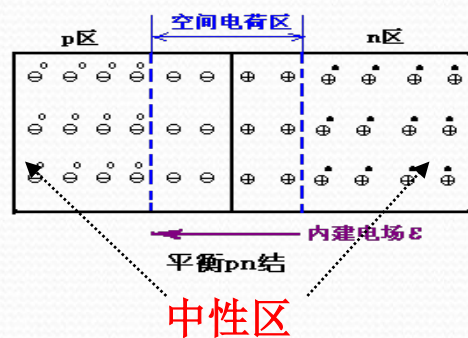 空间电荷区
p区
n区
内建电场ε
平衡pn结
中性区